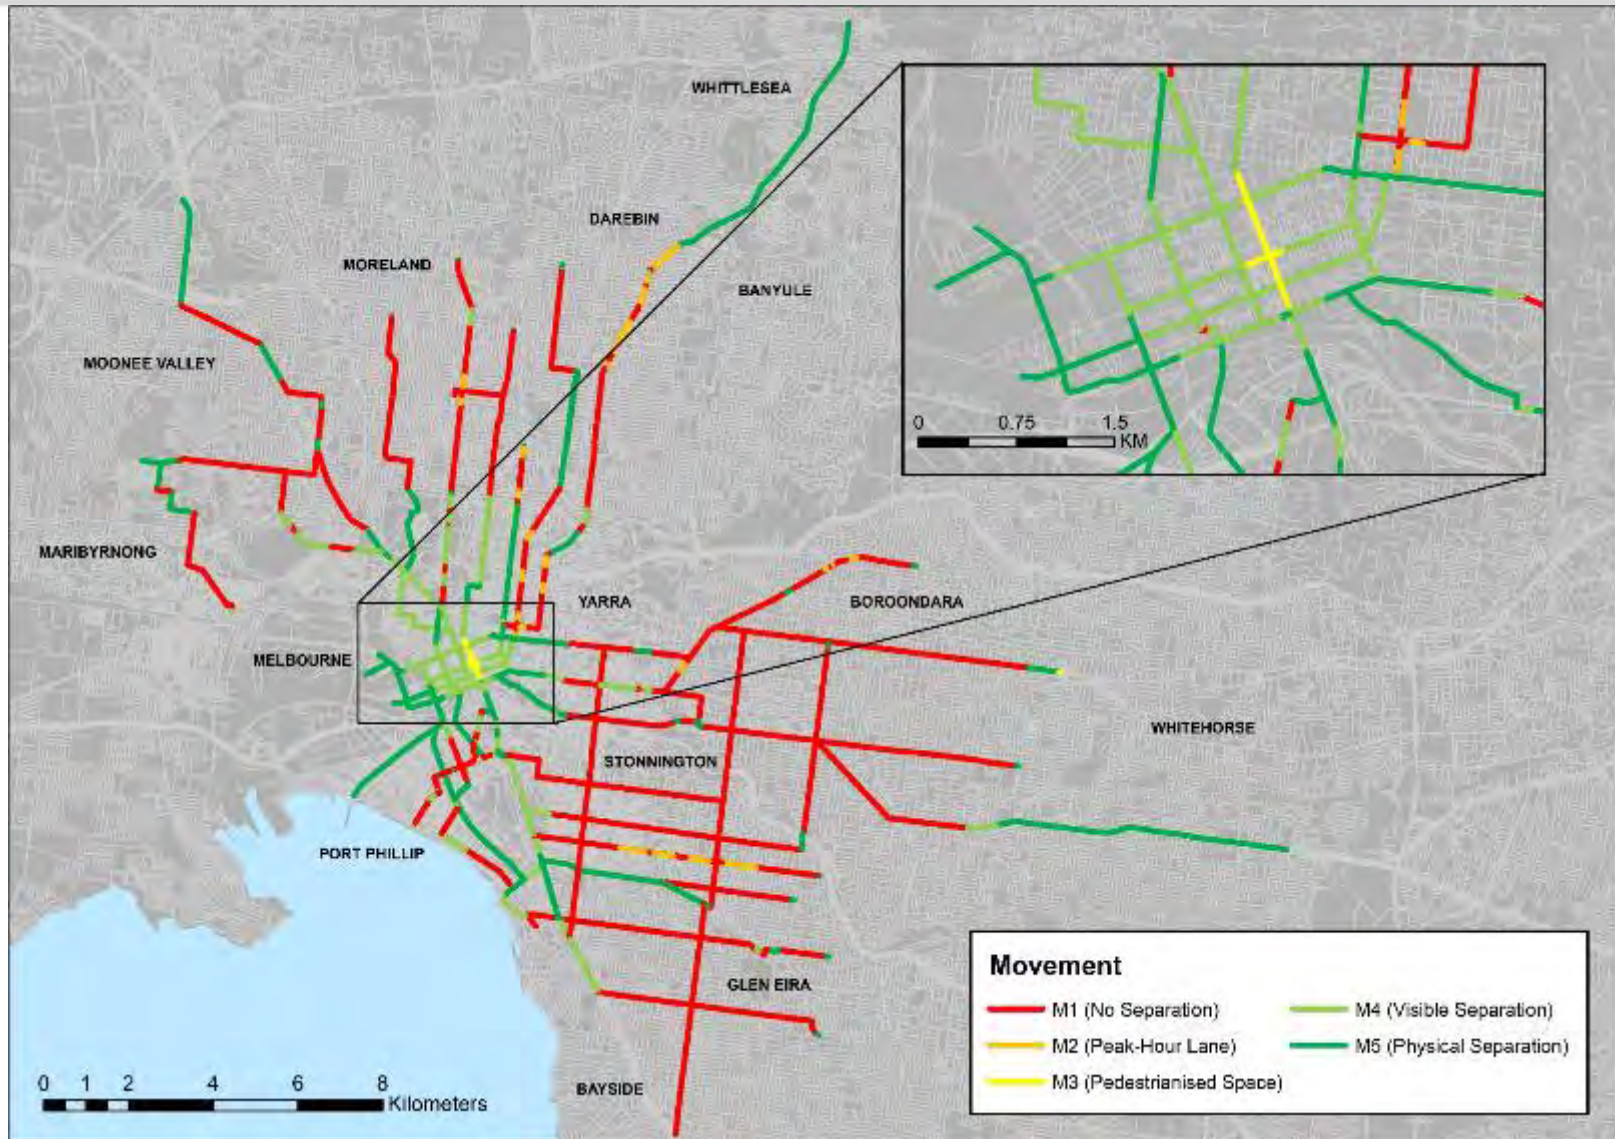 WHITTLESEA
DAREBIN
MORELAND
BANYULE
MOONEE VALLEY
0 0.75 1.5
KM
MARIBYRNONG
YARRA
BOROONDARA
MELBOURNE
WHITEHORSE
STONNINGTON
PORT PHILLIP
GLEN EIRA
BAYSIDE
0 1 2 4 6 8
Kilometers
Movement
M1 (No Separation)
M2 (Peak-Hour Lane)
M3 (Pedestrianised Space)
M4 (Visible Separation)
M5 (Physical Separation)